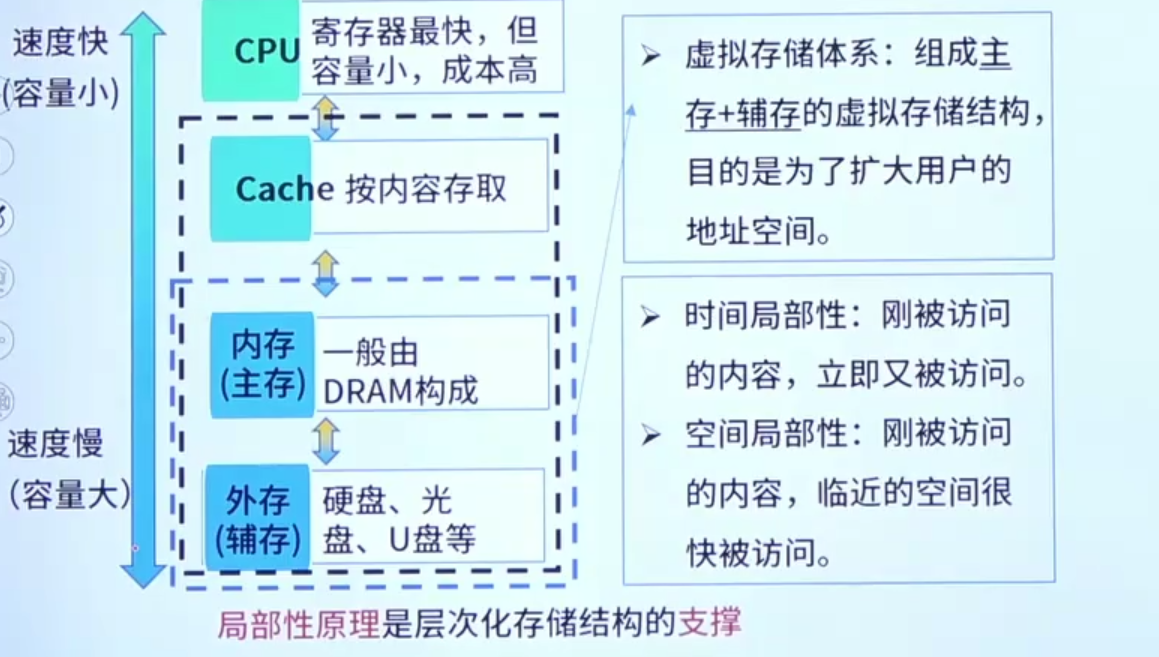 速度快
(容量小)
CPU
寄存器最快，但
容量小，成本高
Cache 按内容存取
内存
(主存)
一般由
DRAM构成
外存
(辅存)
硬盘、光
盘、U盘等
速度慢
（容量大）
➢ 虚拟存储体系：组成主
存+辅存的虚拟存储结构，
目的是为了扩大用户的
地址空间。
➢ 时间局部性：刚被访问
的内容，立即又被访问。
➢ 空间局部性：刚被访问
的内容，临近的空间很
快被访问。
局部性原理是层次化存储结构的支撑